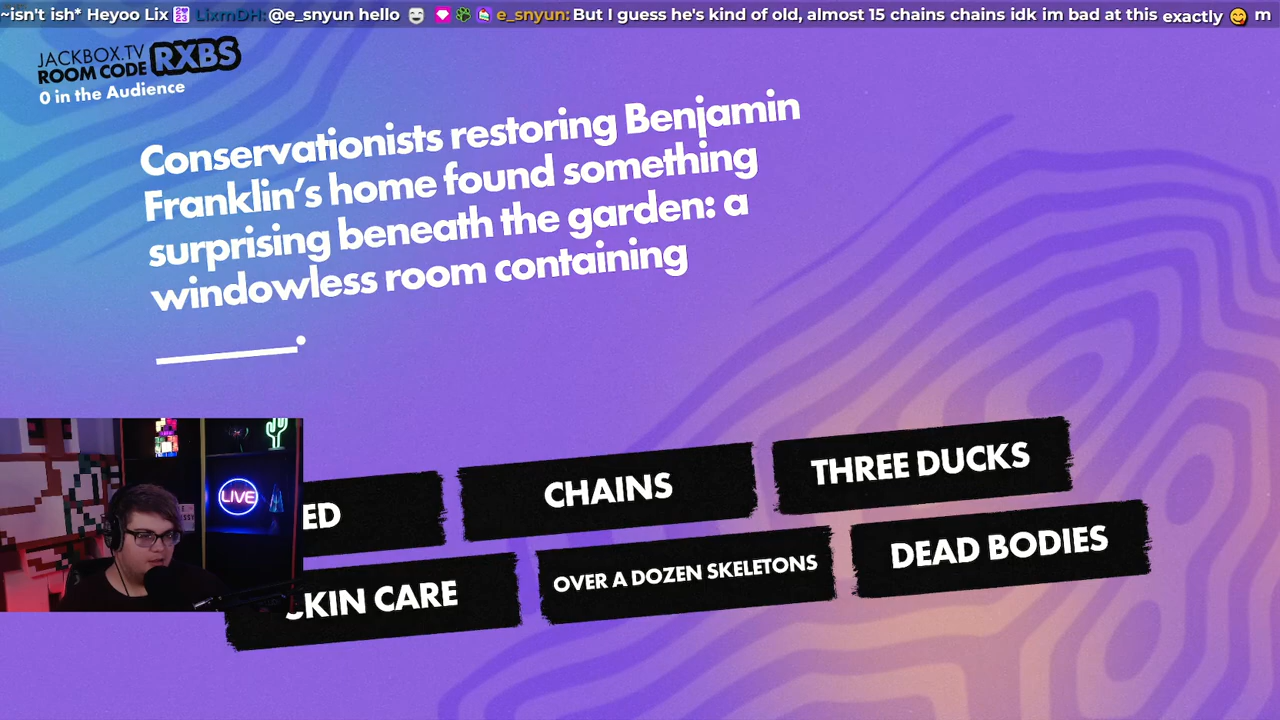 ~isn't ish* Heyoo Lix LixmDH: @e_snyun hello e_snyun: But I guess he's kind of old, almost 15 chains chains idk im bad at this exactly m
JACKBOX.TV
ROOM CODE RXBS
0 in the Audience
Conservationists restoring Benjamin
Franklin's home found something
surprising beneath the garden: a
windowless room containing
.
ED
CHAINS
THREE DUCKS
SKIN CARE
OVER A DOZEN SKELETONS
DEAD BODIES
LIVE